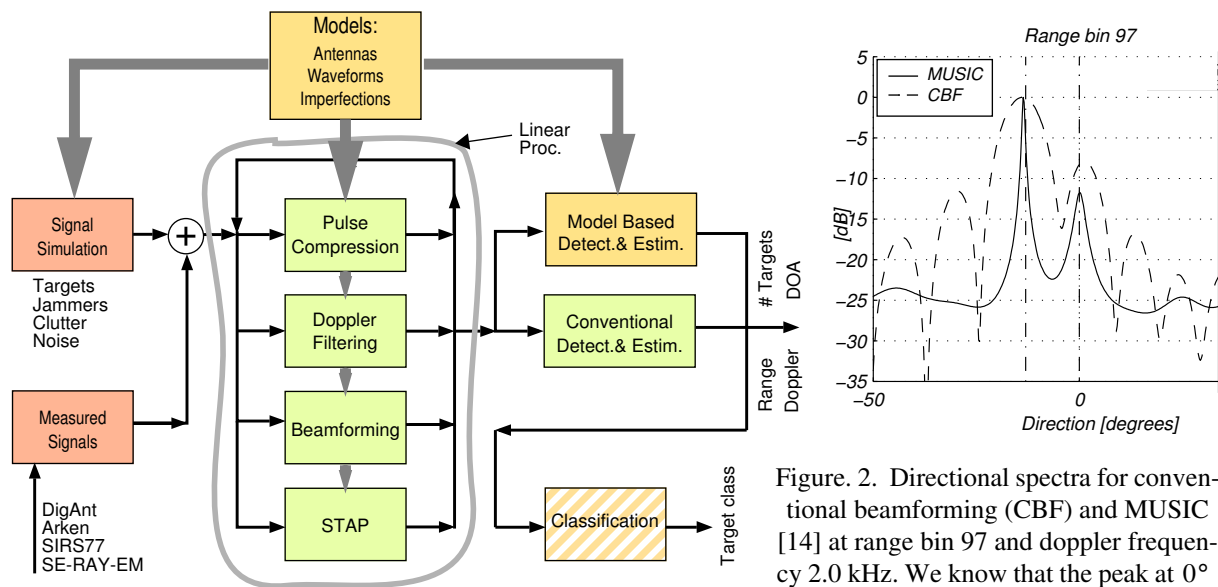 Models:
Antennas
Waveforms
Imperfections
Linear
Proc.
Signal
Simulation
+
Targets
Jammers
Clutter
Noise
Measured
Signals
DigAnt
Arken
SIRS77
SE-RAY-EM
Pulse
Compression
Doppler
Filtering
Beamforming
STAP
Model Based
Detect.& Estim.
Conventional
Detect.& Estim.
# Targets
DOA
Range
Doppler
Classification
Target class
Range bin 97
MUSIC
CBF
5
0
−5
−10
−15
−20
−25
−30
−35
[dB]
−50
0
Direction [degrees]
Figure. 2. Directional spectra for conven-
tional beamforming (CBF) and MUSIC
[14] at range bin 97 and doppler frequen-
cy 2.0 kHz. We know that the peak at 0°